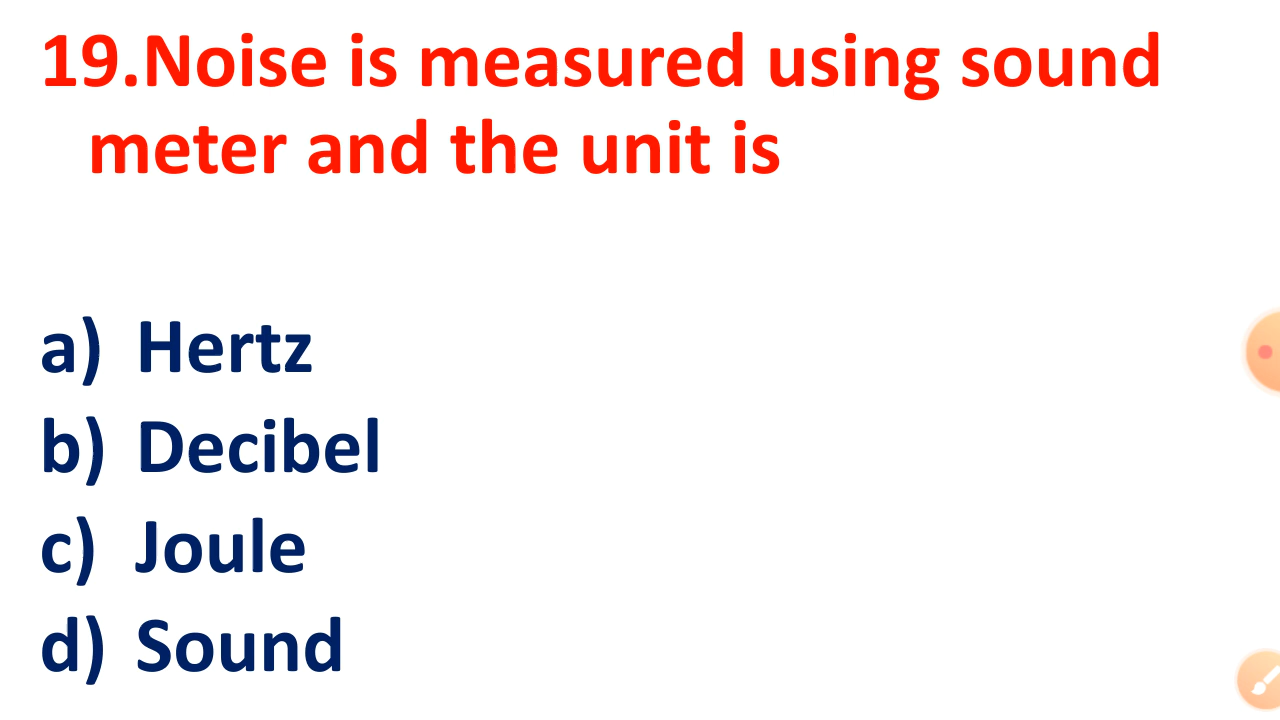 19.Noise is measured using sound
meter and the unit is
a) Hertz
b) Decibel
c) Joule
d) Sound